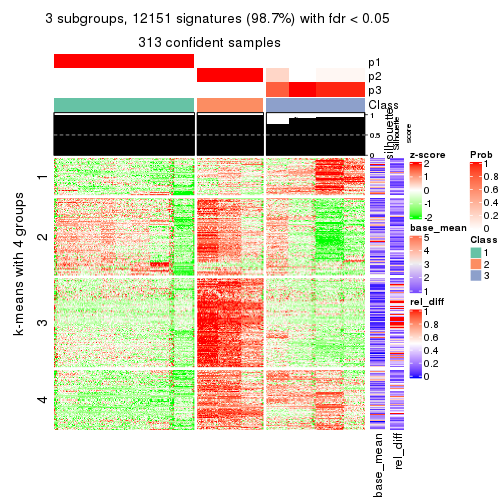 3 subgroups, 12151 signatures (98.7%) with fdr < 0.05
313 confident samples
p1
p2
p3
Class
1
0.5
0
silhouette
Silhouette
score
k-means with 4 groups
1
2
3
4
base_mean
rel_diff
z-score
2
1
0
-1
-2
base_mean
5
4
3
2
1
rel_diff
1
0.8
0.6
0.4
0.2
0
Prob
1
0.8
0.6
0.4
0.2
0
Class
1
2
3